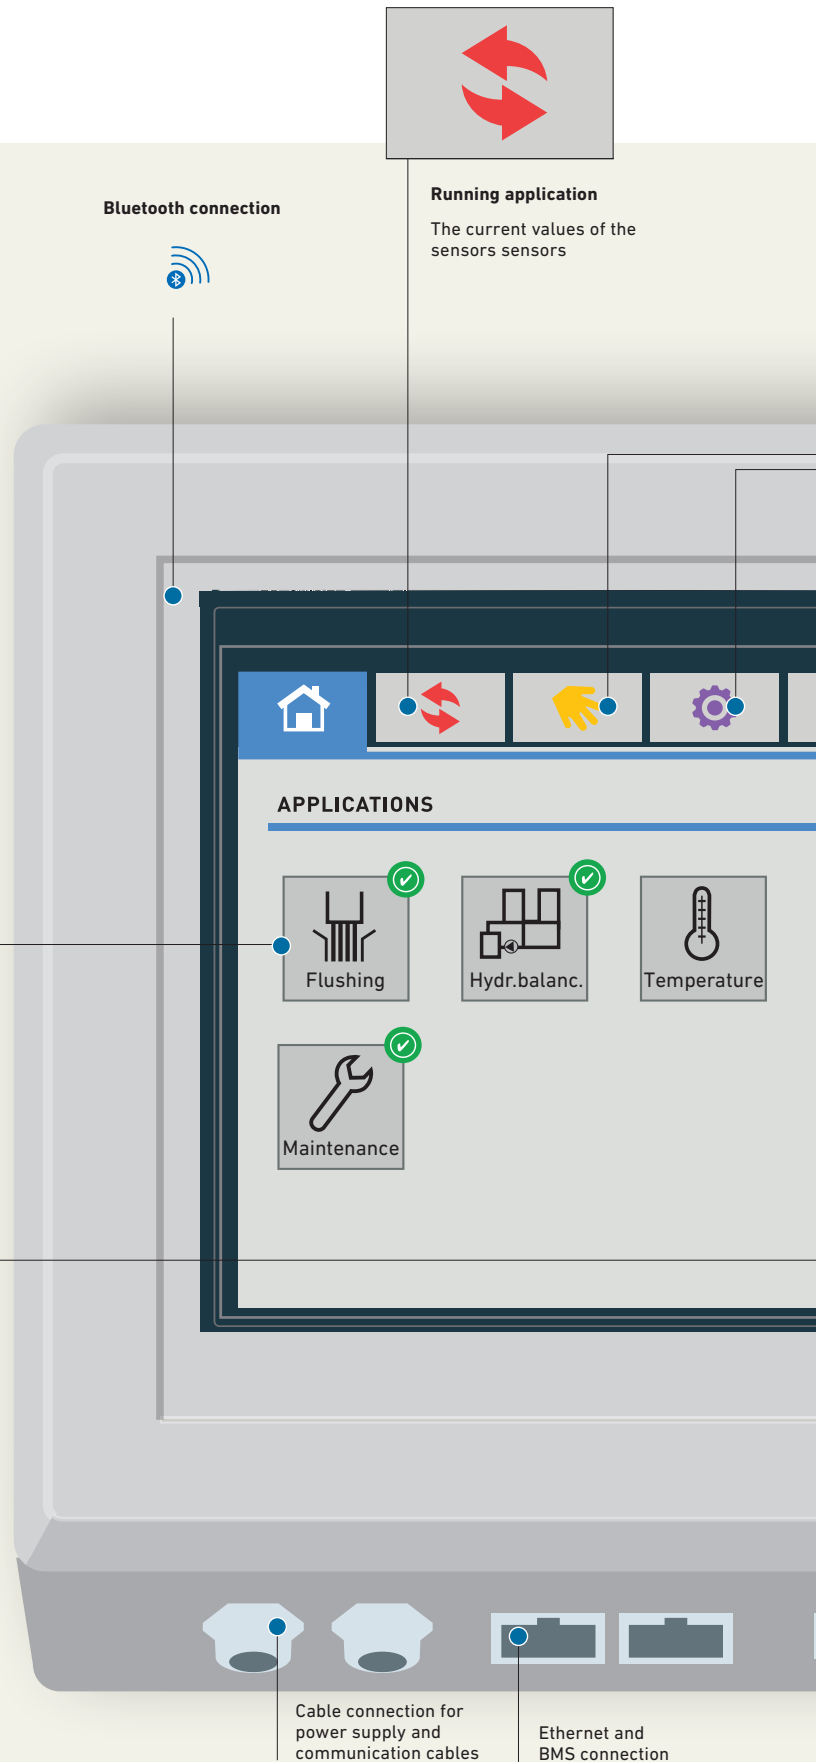 Running application
Bluetooth connection
The current values of the
sensors sensors
APPLICATIONS
Flushing
Hydr.balanc.
Temperature
Maintenance
Cable connection for
power supply and
communication cables
Ethernet and
BMS connection